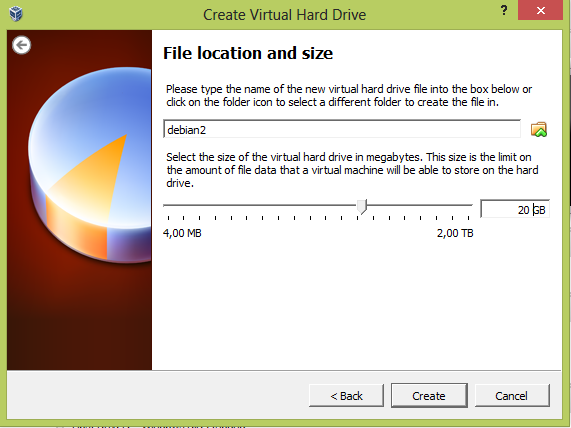 Create Virtual Hard Drive
?
x
File location and size
Please type the name of the new virtual hard drive file into the box below or
click on the folder icon to select a different folder to create the file in.
debian2
Select the size of the virtual hard drive in megabytes. This size is the limit on
the amount of file data that a virtual machine will be able to store on the hard
drive.
20 GB
4,00 MB
2,00 TB
< Back
Create
Cancel